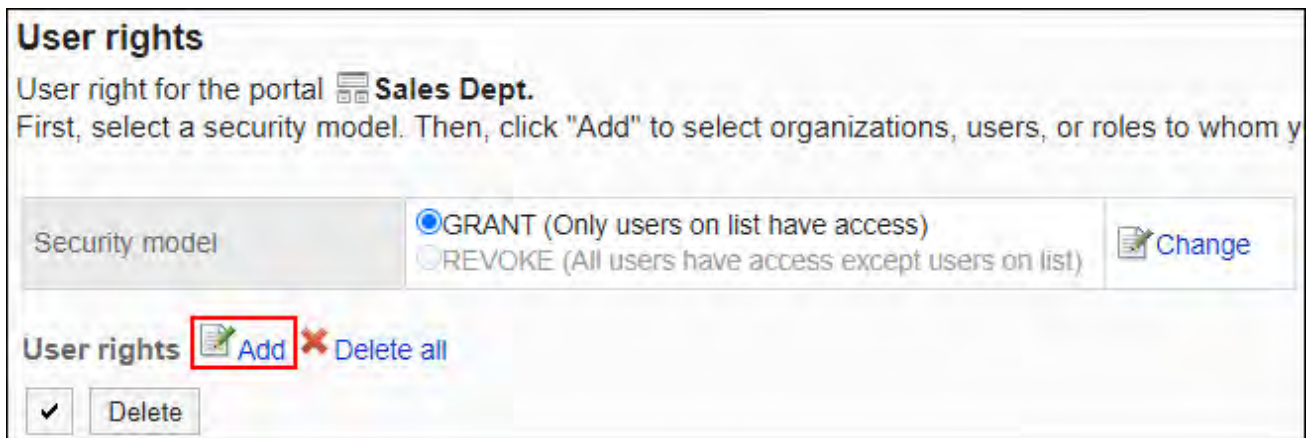 User rights
User right for the portal Sales Dept.
First, select a security model. Then, click "Add" to select organizations, users, or roles to whom y
Security model
GRANT (Only users on list have access)
REVOKE (All users have access except users on list)
Change
User rights Add Delete all
Delete